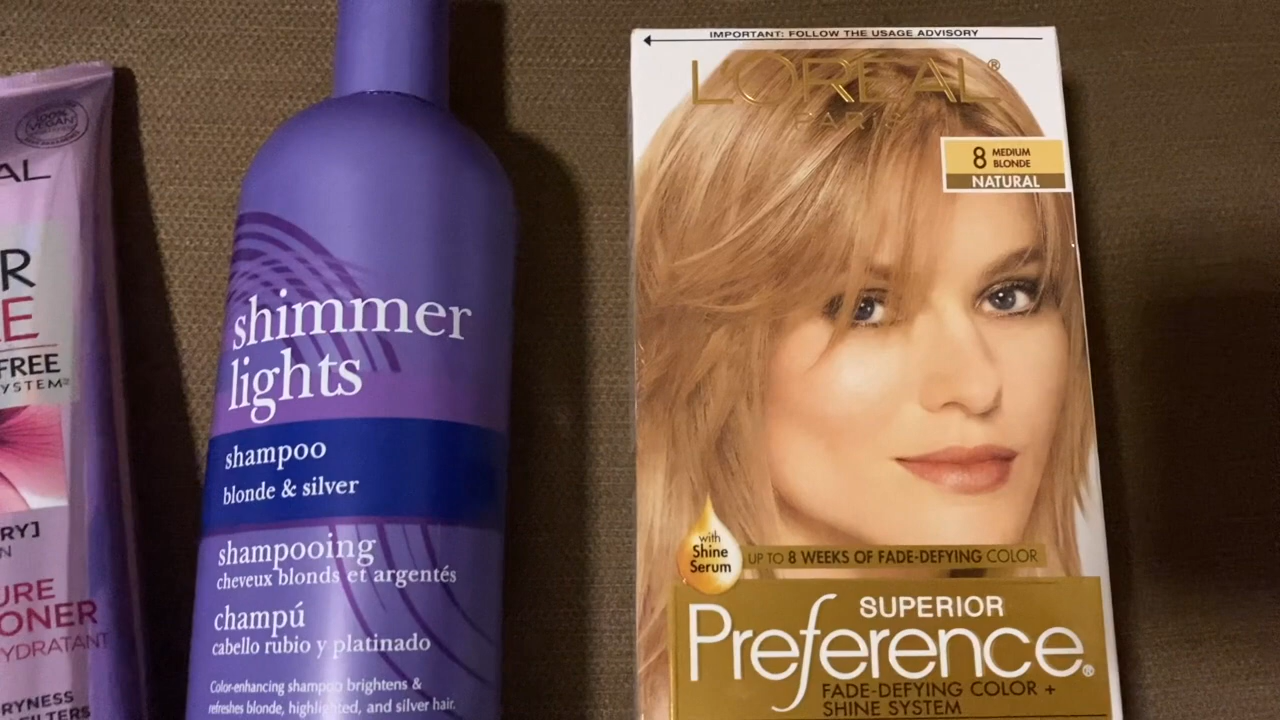 100%
VEGAN
AL
R
E
FREE
YSTEM
RY]
N
URE
ONER
YDRATANT
RYNESS
FILTERS
shimmer
lights
shampoo
blonde & silver
shampooing
cheveux blonds et argentés
champú
cabello rubio y platinado
Color-enhancing shampoo brightens &
refreshes blonde, highlighted, and silver hair.
IMPORTANT: FOLLOW THE USAGE ADVISORY
L'ORÉAL®
PARIS
8 MEDIUM
BLONDE
NATURAL
with
Shine
Serum
UP TO 8 WEEKS OF FADE-DEFYING COLOR
SUPERIOR
Preference®
FADE-DEFYING COLOR +
SHINE SYSTEM